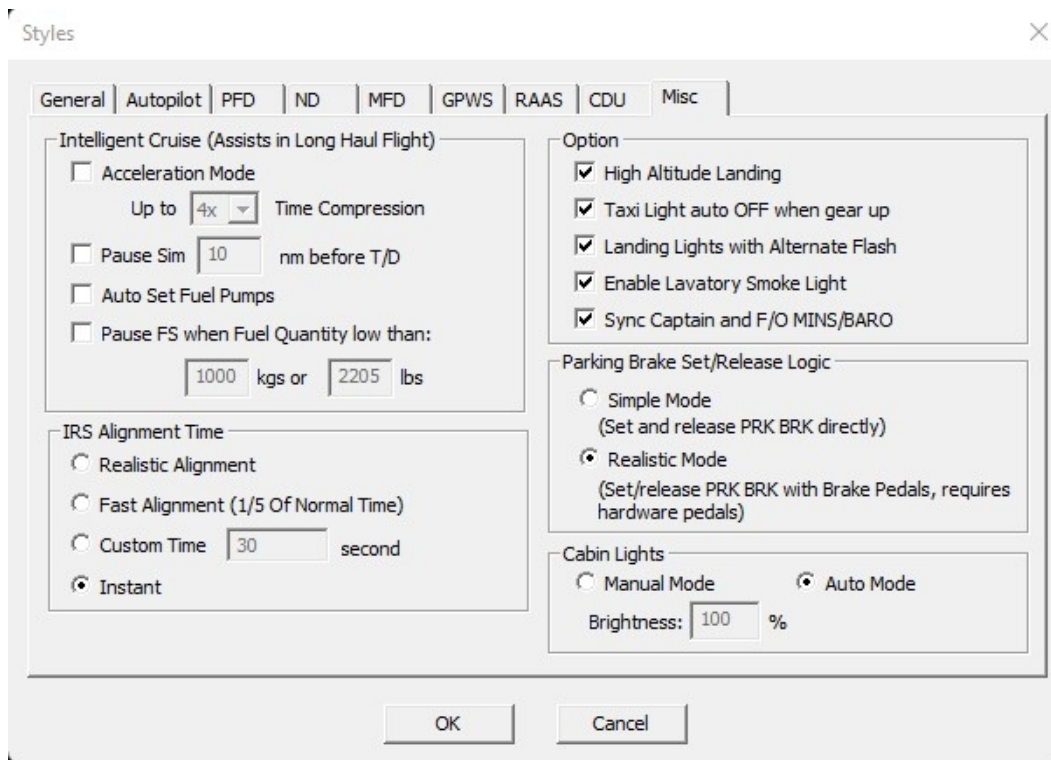 Styles
General Autopilot PFD ND MFD GPWS RAAS CDU Misc
Intelligent Cruise (Assists in Long Haul Flight)
Acceleration Mode
Up to 4x Time Compression
Pause Sim 10 nm before T/D
Auto Set Fuel Pumps
Pause FS when Fuel Quantity low than:
1000 kgs or 2205 lbs
IRS Alignment Time
Realistic Alignment
Fast Alignment (1/5 Of Normal Time)
Custom Time 30 second
Instant
Option
High Altitude Landing
Taxi Light auto OFF when gear up
Landing Lights with Alternate Flash
Enable Lavatory Smoke Light
Sync Captain and F/O MINS/BARO
Parking Brake Set/Release Logic
Simple Mode
(Set and release PRK BRK directly)
Realistic Mode
(Set/release PRK BRK with Brake Pedals, requires
hardware pedals)
Cabin Lights
Manual Mode Auto Mode
Brightness: 100 %
OK Cancel